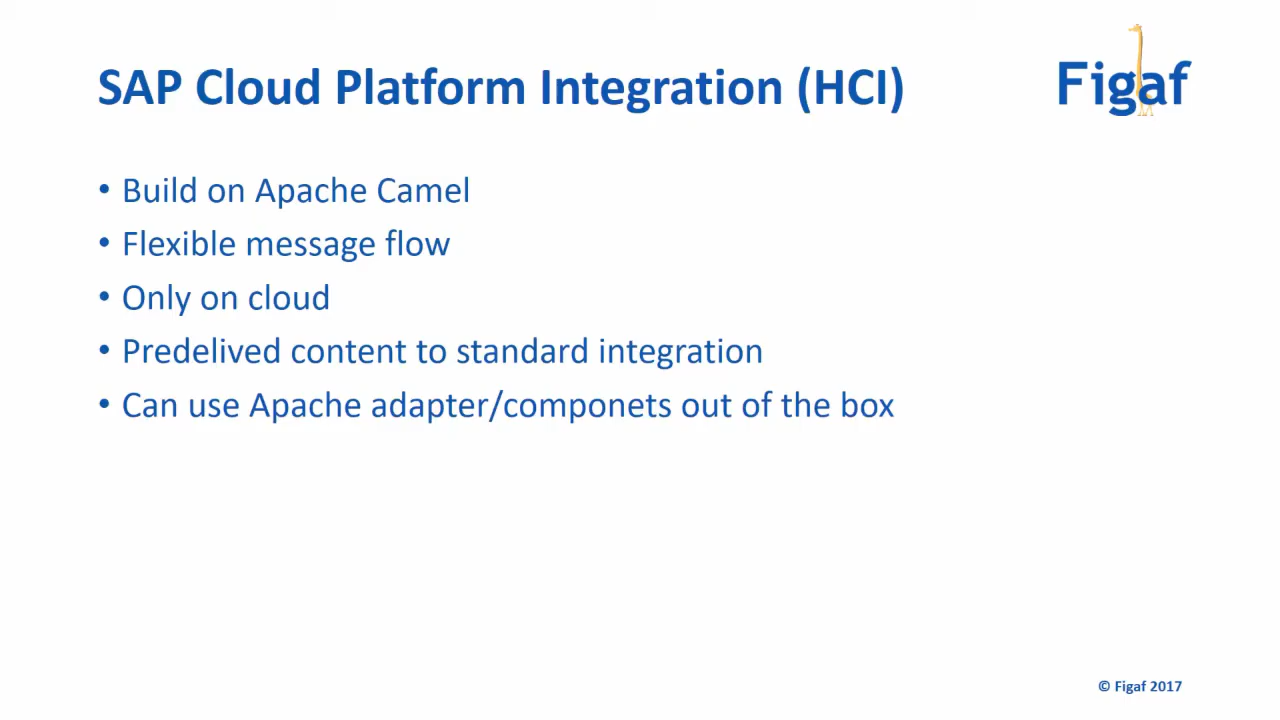 SAP Cloud Platform Integration (HCI)
Figaf
• Build on Apache Camel
• Flexible message flow
• Only on cloud
• Predelived content to standard integration
• Can use Apache adapter/componets out of the box
© Figaf 2017